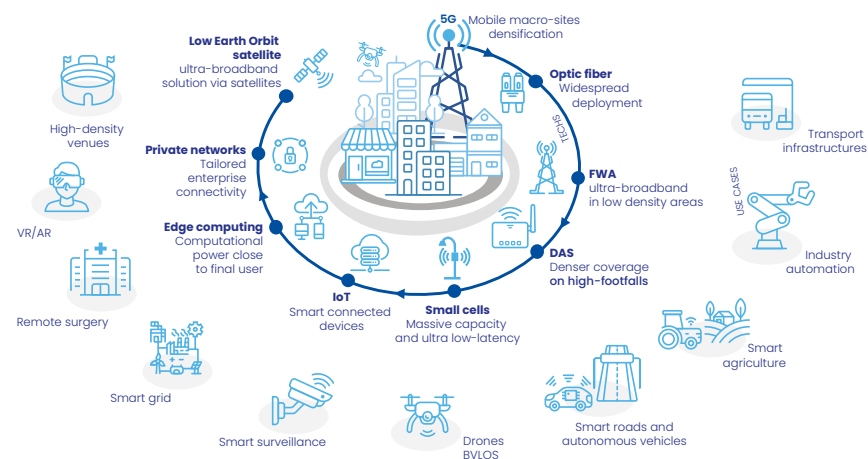 5G
Mobile macro-sites
densification
Low Earth Orbit
satellite
ultra-broadband
solution via satellites
Optic fiber
Widespread
deployment
TECHS
High-density
venues
Transport
infrastructures
Private networks
Tailored
enterprise
connectivity
FWA
ultra-broadband
in low density areas
USE CASES
VR/AR
Edge computing
Computational
power close
to final user
DAS
Denser coverage
on high-footfalls
Industry
automation
IoT
Smart connected
devices
Small cells
Massive capacity
and ultra low-latency
Remote surgery
Smart
agriculture
Smart grid
Smart surveillance
Drones
BVLOS
Smart roads and
autonomous vehicles